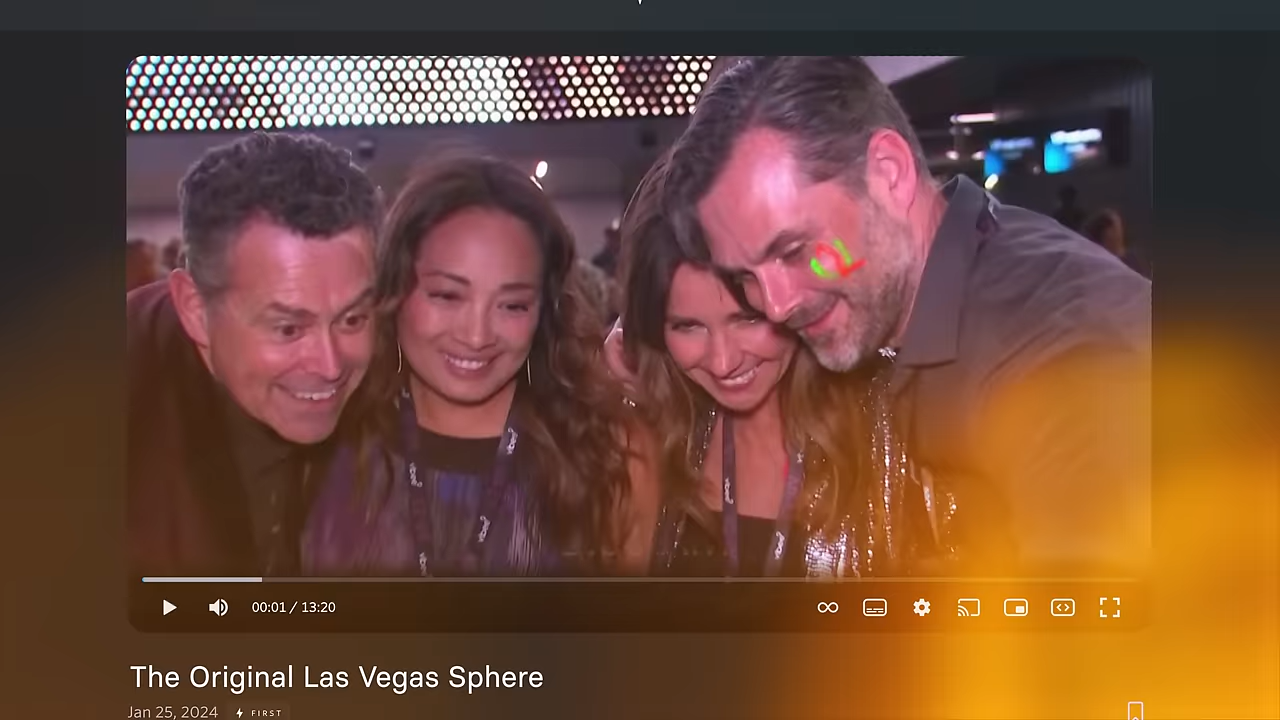 00:01 / 13:20
The Original Las Vegas Sphere
Jan 25, 2024 FIRST